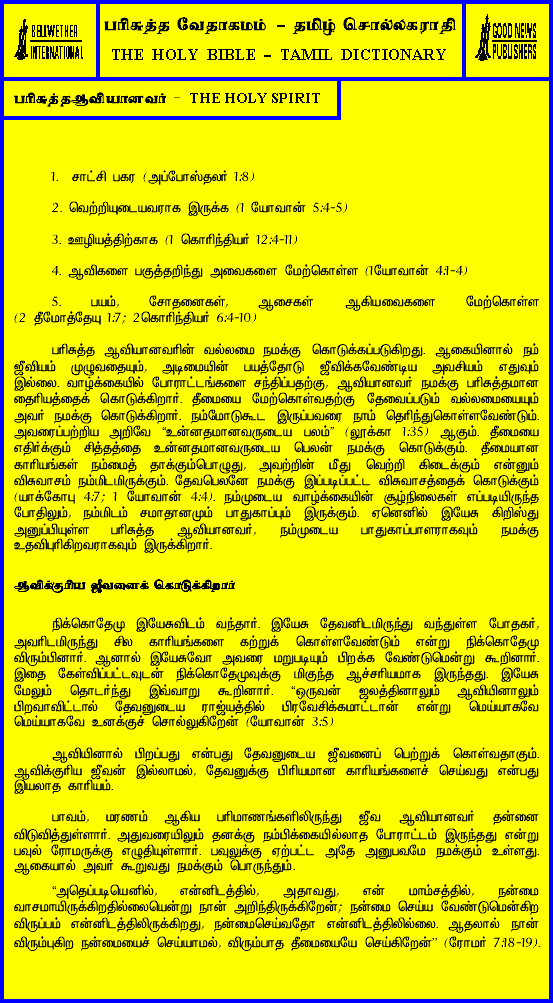 BELLWETHER
INTERNATIONAL
பரிசுத்த வேதாகமம் - தமிழ் சொல்லகராதி
THE HOLY BIBLE - TAMIL DICTIONARY
GOOD NEWS
PUBLISHERS
பரிசுத்தஆவியானவர் - THE HOLY SPIRIT
1. சாட்சி பகர (அப்போஸ்தலர் 1:8)
2. வெற்றியுடையவராக இருக்க (1 யோவான் 5:4-5)
3. ஊழியத்திற்காக (1 கொரிந்தியர் 12:4-11)
4. ஆவிகளை பகுத்தறிந்து அவைகளை மேற்கொள்ள (1யோவான் 4:1-4)
5. பயம், சோதனைகள், ஆசைகள் ஆகியவைகளை மேற்கொள்ள
(2 தீமோத்தேயு 1:7; 2கொரிந்தியர் 6:4-10)
பரிசுத்த ஆவியானவரின் வல்லமை நமக்கு கொடுக்கப்படுகிறது. ஆகையினால் நம்
ஜீவியம் முழுவதையும், அடிமையின் பயத்தோடு ஜீவிக்கவேண்டிய அவசியம் எதுவும்
இல்லை. வாழ்க்கையில் போராட்டங்களை சந்திப்பதற்கு, ஆவியானவர் நமக்கு பரிசுத்தமான
தைரியத்தைக் கொடுக்கிறார். தீமையை மேற்கொள்வதற்கு தேவைப்படும் வல்லமையையும்
அவர் நமக்கு கொடுக்கிறார். நம்மோடுகூட இருப்பவரை நாம் தெரிந்துகொள்ளவேண்டும்.
அவரைப்பற்றிய அறிவே “உன்னதமானவருடைய பலம்” (லூக்கா 1:35) ஆகும். தீமையை
எதிர்க்கும் சித்தத்தை உன்னதமானவருடைய பெலன் நமக்கு கொடுக்கும். தீமையான
காரியங்கள் நம்மைத் தாக்கும்பொழுது, அவற்றின் மீது வெற்றி கிடைக்கும் என்னும்
விசுவாசம் நம்மிடமிருக்கும். தேவபெலனே நமக்கு இப்படிப்பட்ட விசுவாசத்தைக் கொடுக்கும்
(யாக்கோபு 4:7; 1 யோவான் 4:4). நம்முடைய வாழ்க்கையின் சூழ்நிலைகள் எப்படியிருந்த
போதிலும், நம்மிடம் சமாதானமும் பாதுகாப்பும் இருக்கும். ஏனெனில் இயேசு கிறிஸ்து
அனுப்பியுள்ள பரிசுத்த ஆவியானவர், நம்முடைய பாதுகாப்பாளராகவும் நமக்கு
உதவிபுரிகிறவராகவும் இருக்கிறார்.
ஆவிக்குரிய ஜீவனைக் கொடுக்கிறார்
நிக்கொதேமு இயேசுவிடம் வந்தார். இயேசு தேவனிடமிருந்து வந்துள்ள போதகர்,
அவரிடமிருந்து சில காரியங்களை கற்றுக் கொள்ளவேண்டும் என்று நிக்கொதேமு
விரும்பினார். ஆனால் இயேசுவோ அவரை மறுபடியும் பிறக்க வேண்டுமென்று கூறினார்.
இதை கேள்விப்பட்டவுடன் நிக்கொதேமுவுக்கு மிகுந்த ஆச்சரியமாக இருந்தது. இயேசு
மேலும் தொடர்ந்து இவ்வாறு கூறினார். “ஒருவன் ஜலத்தினாலும் ஆவியினாலும்
பிறவாவிட்டால் தேவனுடைய ராஜ்யத்தில் பிரவேசிக்கமாட்டான் என்று மெய்யாகவே
மெய்யாகவே உனக்குச் சொல்லுகிறேன் (யோவான் 3:5)
ஆவியினால் பிறப்பது என்பது தேவனுடைய ஜீவனைப் பெற்றுக் கொள்வதாகும்.
ஆவிக்குரிய ஜீவன் இல்லாமல், தேவனுக்கு பிரியமான காரியங்களைச் செய்வது என்பது
இயலாத காரியம்.
பாவம், மரணம் ஆகிய பரிமாணங்களிலிருந்து ஜீவ ஆவியானவர் தன்னை
விடுவித்துள்ளார். அதுவரையிலும் தனக்கு நம்பிக்கையில்லாத போராட்டம் இருந்தது என்று
பவுல் ரோமருக்கு எழுதியுள்ளார். பவுலுக்கு ஏற்பட்ட அதே அனுபவமே நமக்கும் உள்ளது.
ஆகையால் அவர் கூறுவது நமக்கும் பொருந்தும்.
“அதெப்படியெனில், என்னிடத்தில், அதாவது, என் மாம்சத்தில், நன்மை
வாசமாயிருக்கிறதில்லையென்று நான் அறிந்திருக்கிறேன்; நன்மை செய்ய வேண்டுமென்கிற
விருப்பம் என்னிடத்திலிருக்கிறது, நன்மைசெய்வதோ என்னிடத்திலில்லை. ஆதலால் நான்
விரும்புகிற நன்மையைச் செய்யாமல், விரும்பாத தீமையையே செய்கிறேன்” (ரோமர் 7:18-19).